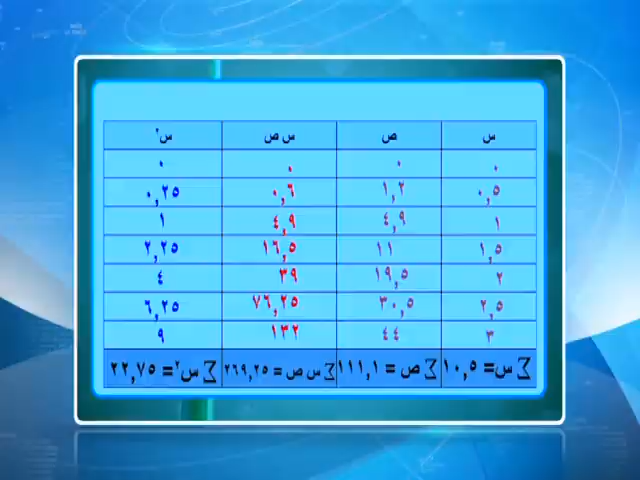 س ص س ص س²
٠ ٠ ٠ ٠
٠,٥ ١,٢ ٠,٦ ٠,٢٥
١ ٤,٩ ٤,٩ ١
١,٥ ١١ ١٦,٥ ٢,٢٥
٢ ١٩,٥ ٣٩ ٤
٢,٥ ٣٠,٥ ٧٦,٢٥ ٦,٢٥
٣ ٤٤ ١٣٢ ٩
∑ س= ١٠,٥ ∑ ص = ١١١,١ ∑ س ص = ٢٦٩,٢٥ ∑ س²= ٢٢,٧٥